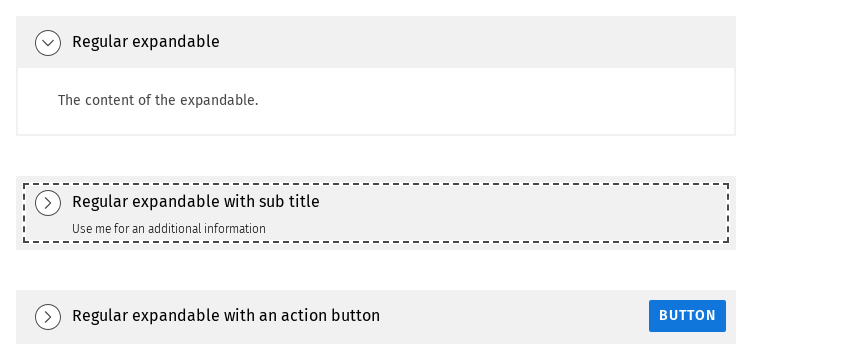 Regular expandable
The content of the expandable.
Regular expandable with sub title
Use me for an additional information
Regular expandable with an action button
BUTTON